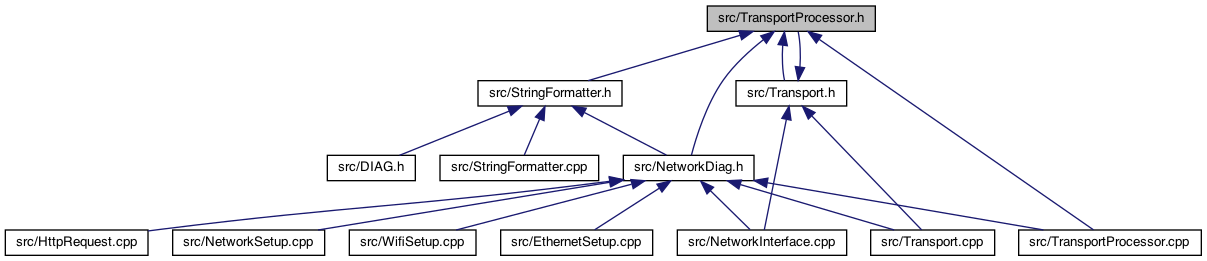 src/TransportProcessor.h
src/StringFormatter.h
src/Transport.h
src/DIAG.h
src/StringFormatter.cpp
src/NetworkDiag.h
src/HttpRequest.cpp
src/NetworkSetup.cpp
src/WifiSetup.cpp
src/EthernetSetup.cpp
src/NetworkInterface.cpp
src/Transport.cpp
src/TransportProcessor.cpp